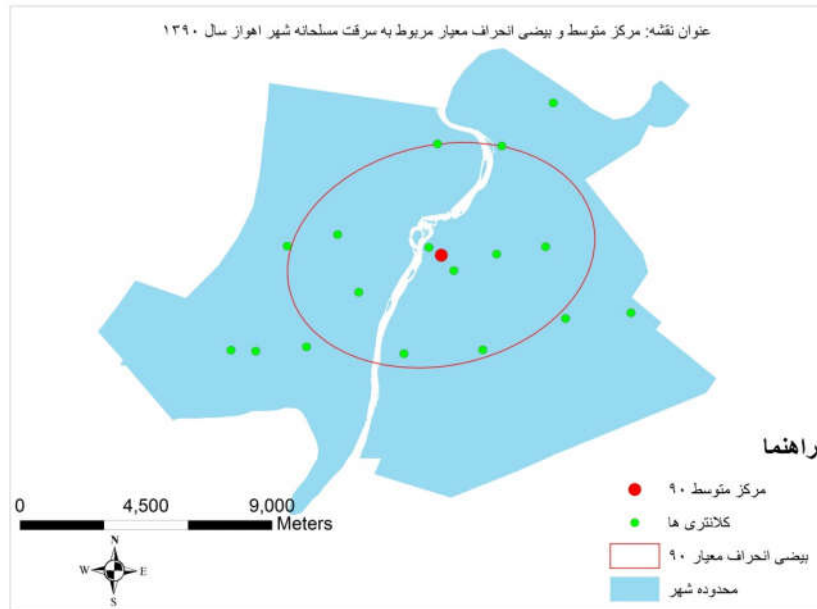 عنوان نقشه: مرکز متوسط و بیضی انحراف معیار مربوط به سرقت مسلحانه شهر اهواز سال ۱۳۹۰
راهنما
مرکز متوسط ۹۰
کلانتری ها
بیضی انحراف معیار ۹۰
محدوده شهر
0 4,500 9,000
Meters
N
W E
S